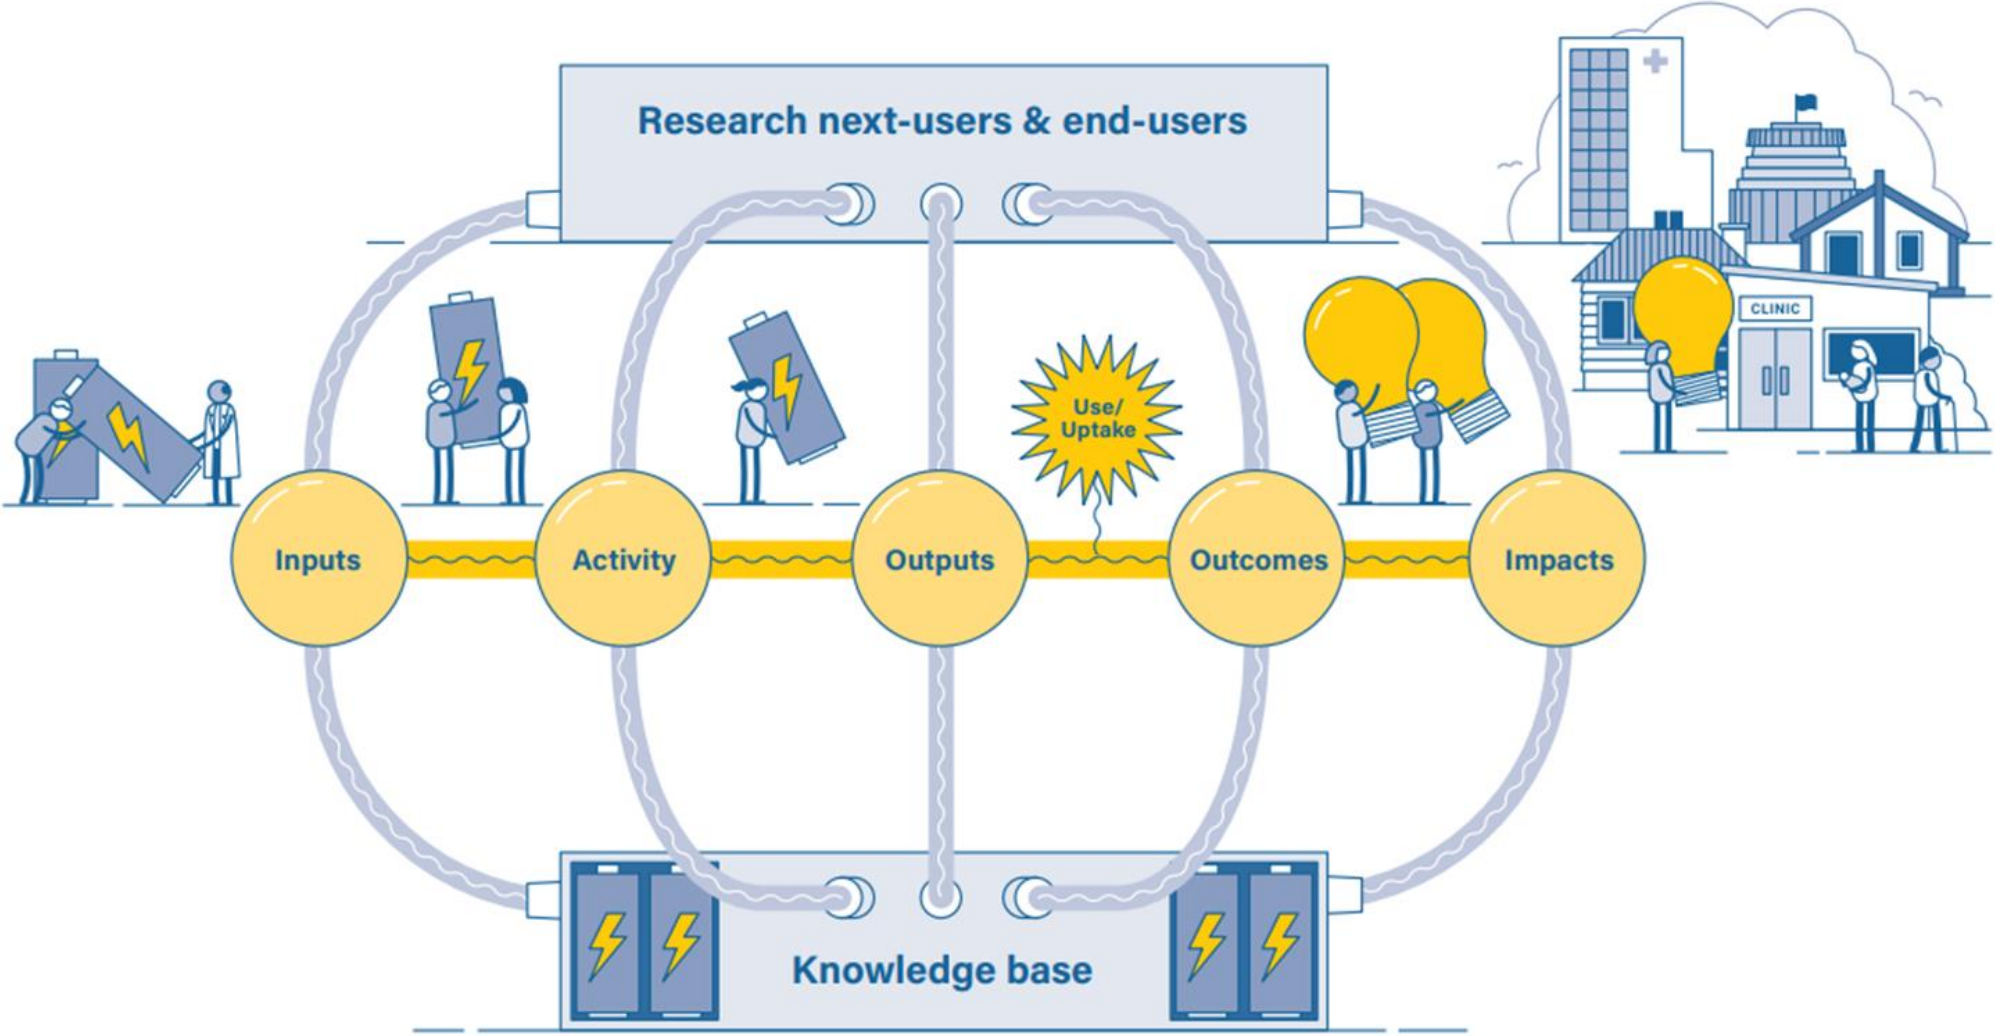 Research next-users & end-users
CLINIC
Use/
Uptake
Inputs
Activity
Outputs
Outcomes
Impacts
Knowledge base